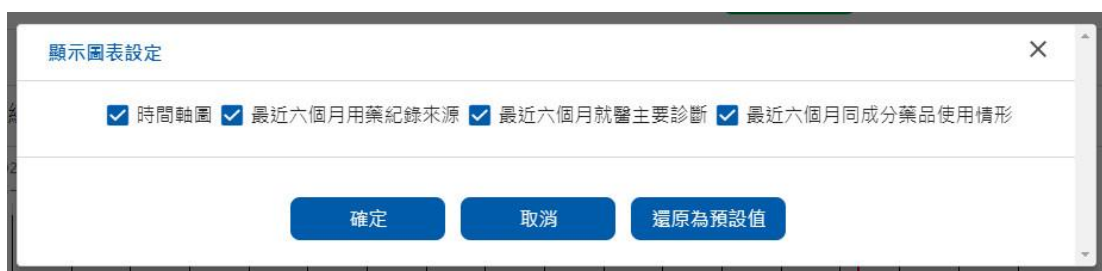 顯示圖表設定
時間軸圖 最近六個月用藥紀錄來源 最近六個月就醫主要診斷 最近六個月同成分藥品使用情形
確定 取消 還原為預設值